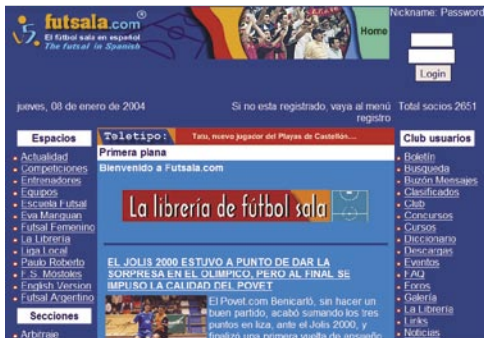 futsala.com®
El fútbol sala en español
The futsal in Spanish
Home
Nickname: Password
Login
jueves, 08 de enero de 2004
Si no esta registrado, vaya al menú
registro
Total socios 2651
Espacios
Actualidad
Competiciones
Entrenadores
Equipos
Escuela Futsal
Eva Manguan
Futsal Femenino
La Librería
Liga Local
Paulo Roberto
F.S. Móstoles
English Version
Futsal Argentino
Secciones
Arbitraje
Teletipo:
Tatu, nuevo jugador del Playas de Castellón....
Primera plana
Bienvenido a Futsala.com
La librería de fútbol sala
EL JOLIS 2000 ESTUVO A PUNTO DE DAR LA
SORPRESA EN EL OLIMPICO, PERO AL FINAL SE
IMPUSO LA CALIDAD DEL POVET
El Povet.com Benicarló, sin hacer un
buen partido, acabó sumando los tres
puntos en liza, ante el Jolis 2000, y
finalizó una primera vuelta de ensueño
Club usuarios
Boletín
Busqueda
Buzón Mensajes
Clasificados
Club
Concursos
Cursos
Diccionario
Descargas
Eventos
FAQ
Foros
Galería
La Librería
Links
Noticias